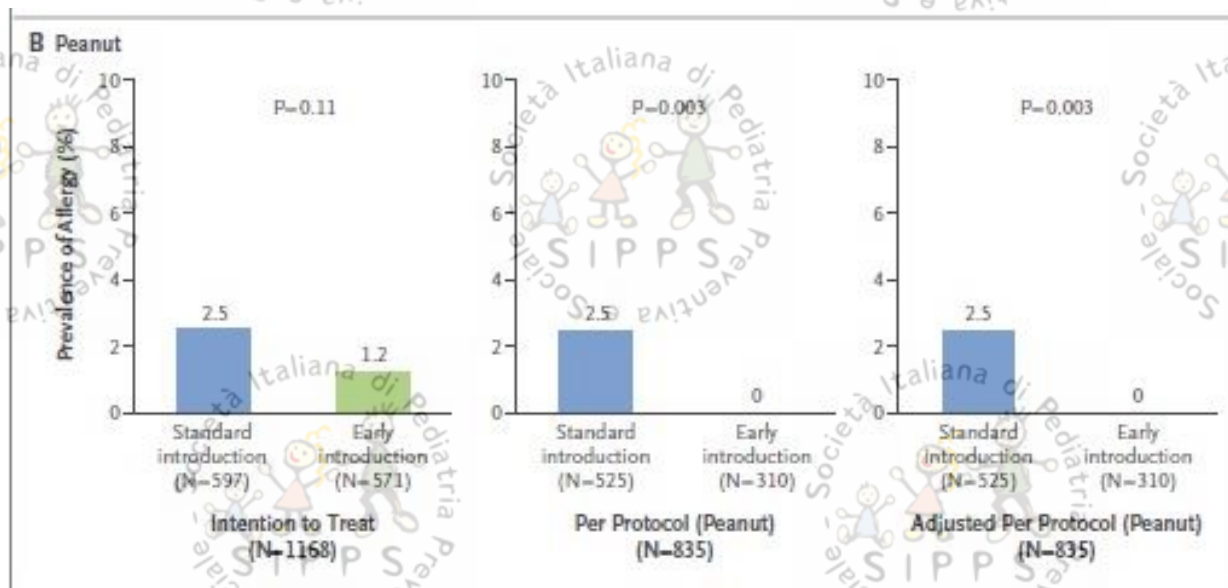 B Peanut
Prevalence of Allergy (%)
10
8
6
4
2
0
P=0.11
2.5
1.2
Standard
introduction
(N=597)
Early
introduction
(N=571)
Intention to Treat
(N=1168)
10
8
6
4
2
0
P=0.003
2.5
0
Standard
introduction
(N=525)
Early
introduction
(N=310)
Per Protocol (Peanut)
(N=835)
10
8
6
4
2
0
P=0.003
2.5
0
Standard
introduction
(N=525)
Early
introduction
(N=310)
Adjusted Per Protocol (Peanut)
(N=835)
Società Italiana di Pediatria Preventiva e Sociale
SIPPS